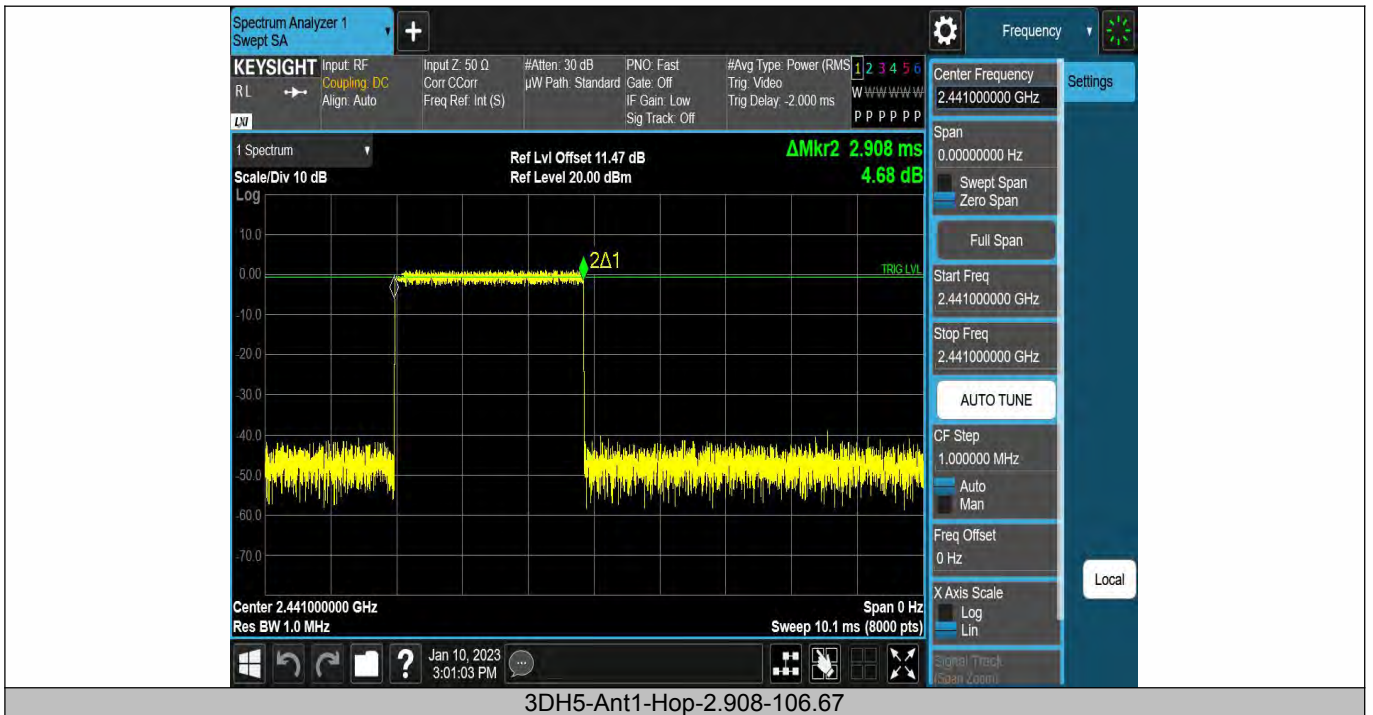 Spectrum Analyzer 1
Swept SA
+
Frequency
KEYSIGHT
RL
LXI
Input: RF
Coupling: DC
Align: Auto
Input Z: 50 Ω
Corr CCorr
Freq Ref: Int (S)
#Atten: 30 dB
µW Path: Standard
PNO: Fast
Gate: Off
IF Gain: Low
Sig Track: Off
#Avg Type: Power (RMS
Trig: Video
Trig Delay: -2.000 ms
1 2 3 4 5 6
W W W W W W
P P P P P P
1 Spectrum
Scale/Div 10 dB
Log
Ref Lvl Offset 11.47 dB
Ref Level 20.00 dBm
ΔMkr2 2.908 ms
4.68 dB
10.0
0.00
-10.0
-20.0
-30.0
-40.0
-50.0
-60.0
-70.0
2Δ1
TRIG LVL
Center 2.441000000 GHz
Res BW 1.0 MHz
Span 0 Hz
Sweep 10.1 ms (8000 pts)
Center Frequency
2.441000000 GHz
Settings
Span
0.00000000 Hz
Swept Span
Zero Span
Full Span
Start Freq
2.441000000 GHz
Stop Freq
2.441000000 GHz
AUTO TUNE
CF Step
1.000000 MHz
Auto
Man
Freq Offset
0 Hz
X Axis Scale
Log
Lin
Local
Signal Track
(Span Zoom)
?
Jan 10, 2023
3:01:03 PM
3DH5-Ant1-Hop-2.908-106.67